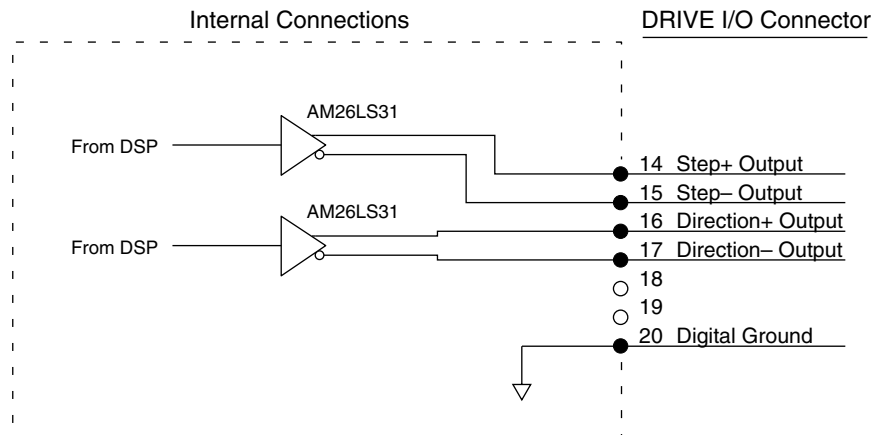 Internal Connections
DRIVE I/O Connector
AM26LS31
From DSP
14 Step+ Output
15 Step– Output
AM26LS31
16 Direction+ Output
From DSP
17 Direction– Output
18
19
20 Digital Ground